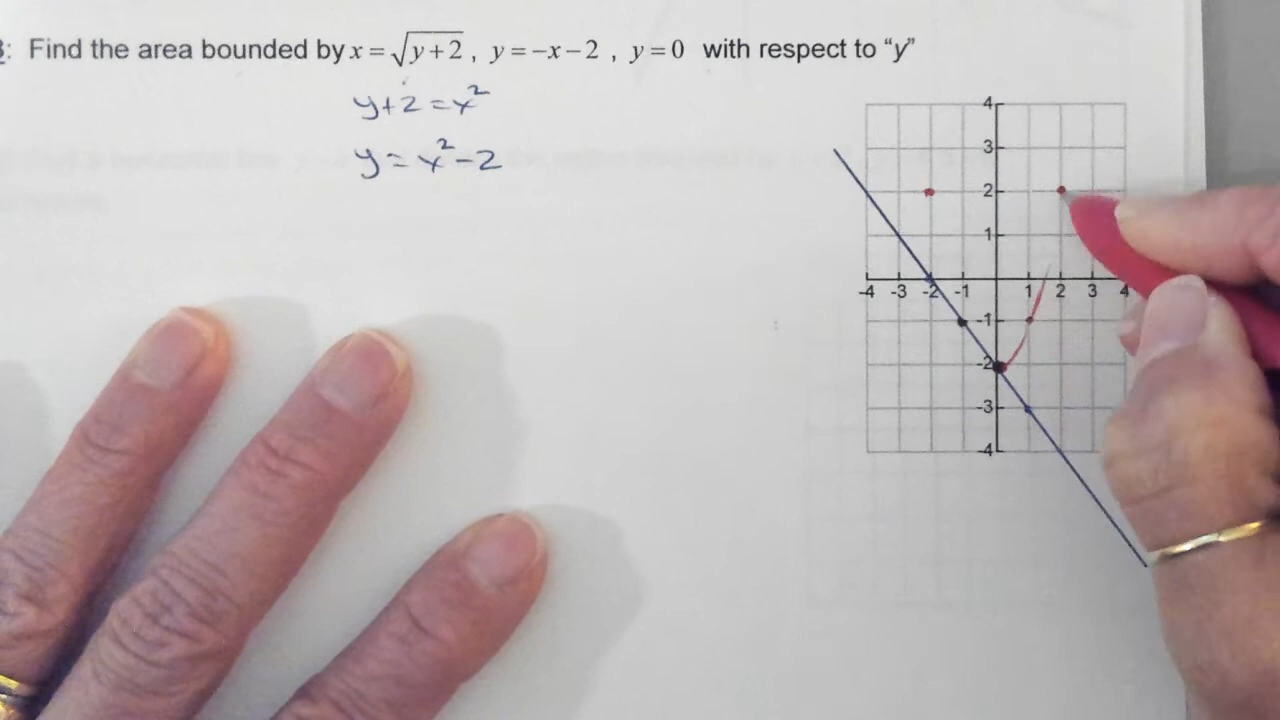 : Find the area bounded by x = √(y+2) , y = −x − 2 , y = 0 with respect to “y”
y+2 = x²
y = x² − 2
4
3
2
1
-4 -3 -2 -1 1 2 3 4
-1
-2
-3
-4